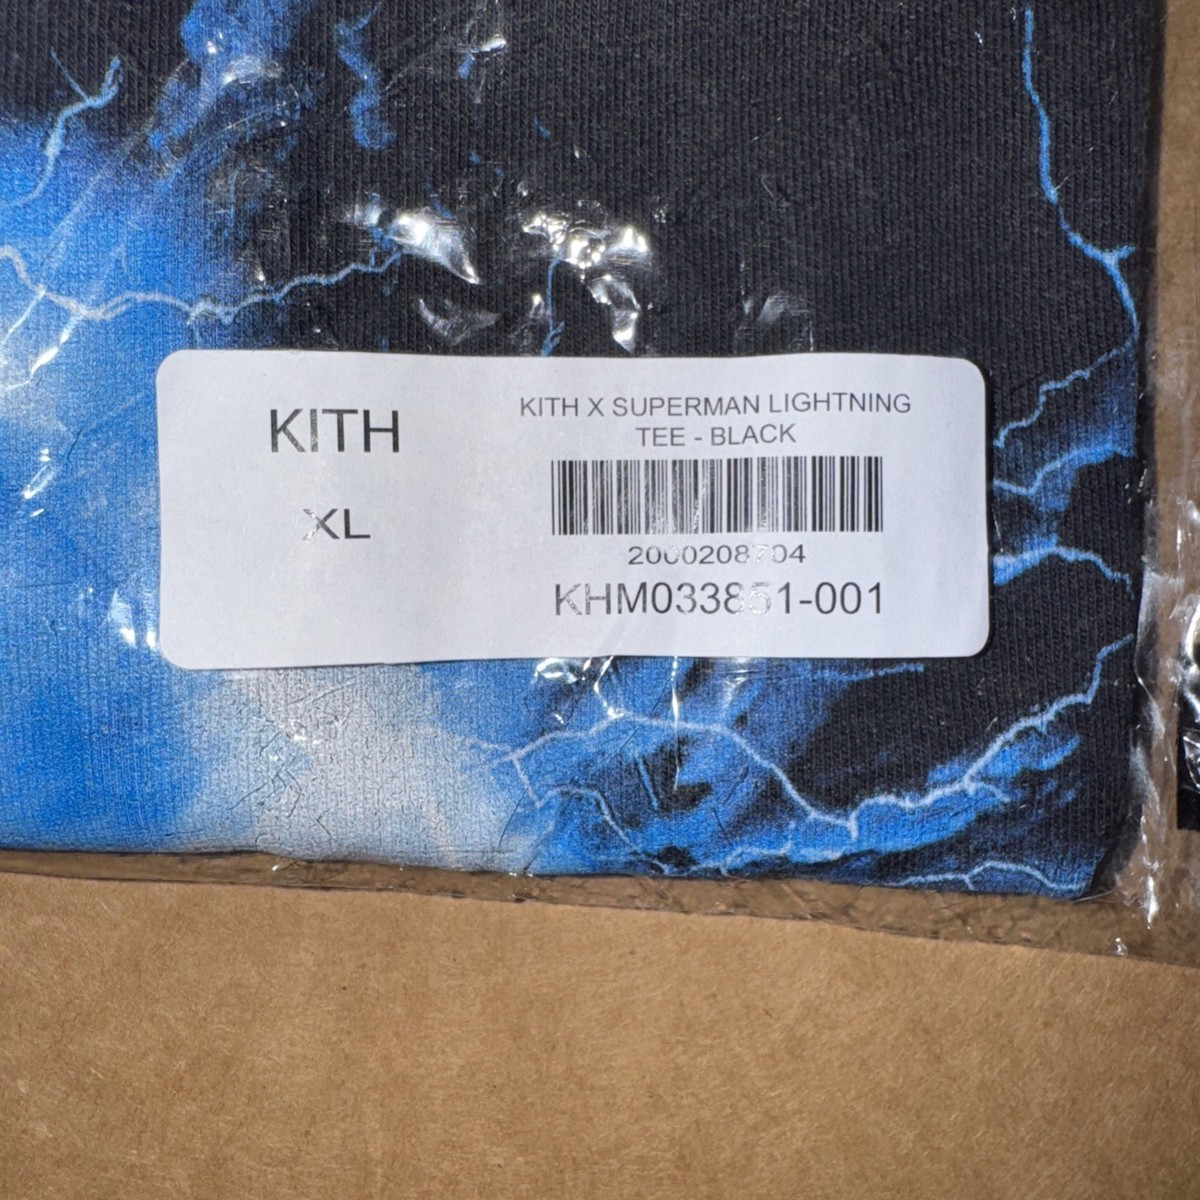 KITH
XL
KITH X SUPERMAN LIGHTNING
TEE - BLACK
2000208704
KHM033851-001